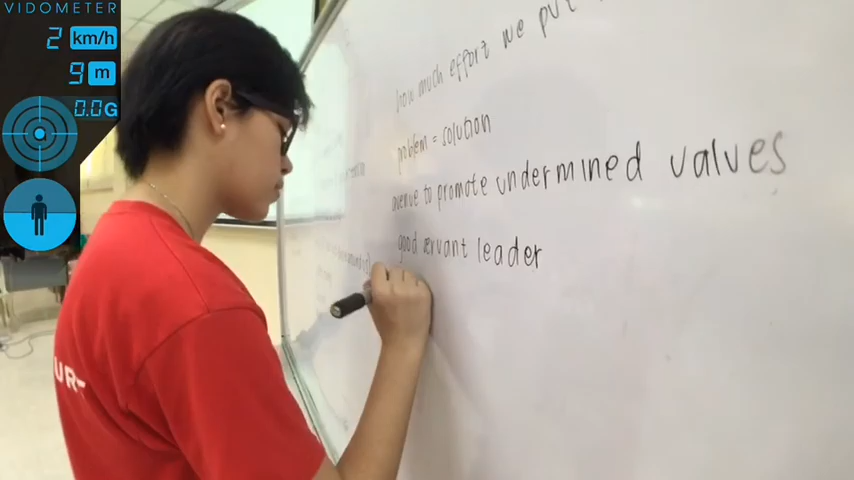 VIDOMETER
2 km/h
9 m
0.0G
how much effort we put
problem = solution
avenue to promote undermined values
good servant leader
UR